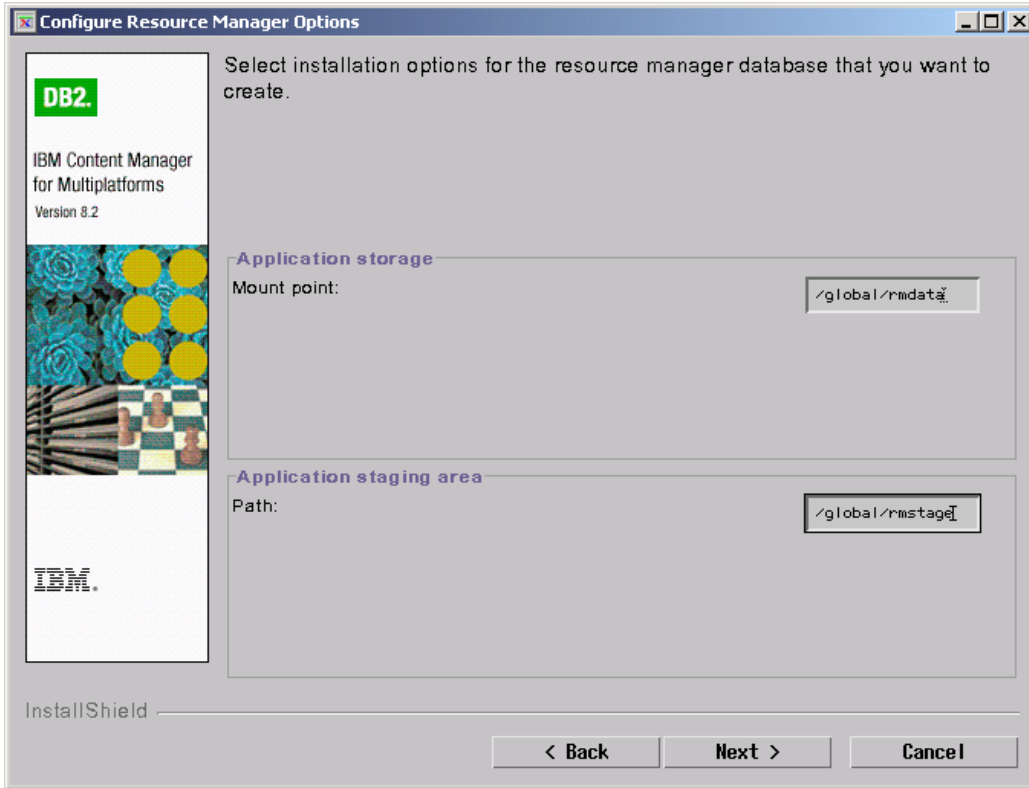 Configure Resource Manager Options
DB2.
IBM Content Manager
for Multiplatforms
Version 8.2
IBM.
Select installation options for the resource manager database that you want to
create.
Application storage
Mount point:
/global/rmdata
Application staging area
Path:
/global/rmstage
InstallShield
< Back
Next >
Cancel